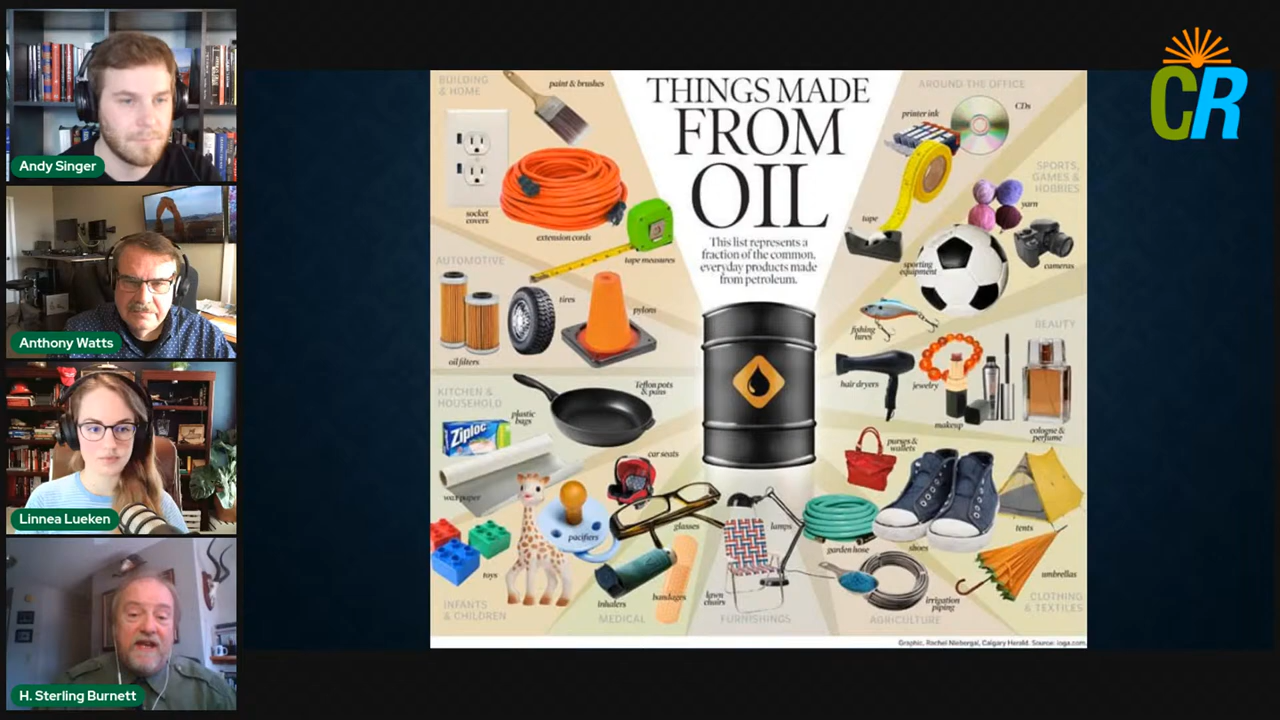 Andy Singer
Anthony Watts
Linnea Lueken
H. Sterling Burnett
CR
THINGS MADE
FROM
OIL
This list represents a
fraction of the common,
everyday products made
from petroleum.
BUILDING
& HOME
paint & brushes
socket
covers
extension cords
tape measures
AUTOMOTIVE
oil filters
tires
pylons
KITCHEN &
HOUSEHOLD
Teflon pots
& pans
plastic
bags
Ziploc
wax paper
car seats
toys
pacifiers
glasses
INFANTS
& CHILDREN
inhalers
bandages
MEDICAL
lamps
lawn
chairs
FURNISHINGS
garden hose
irrigation
piping
AGRICULTURE
AROUND THE OFFICE
printer ink
CDs
tape
SPORTS,
GAMES &
HOBBIES
yarn
sporting
equipment
cameras
fishing
lures
BEAUTY
hair dryers
jewelry
makeup
cologne &
perfume
purses &
wallets
shoes
tents
umbrellas
CLOTHING
& TEXTILES
Graphic, Rachel Niebergal, Calgary Herald. Source: ioga.com